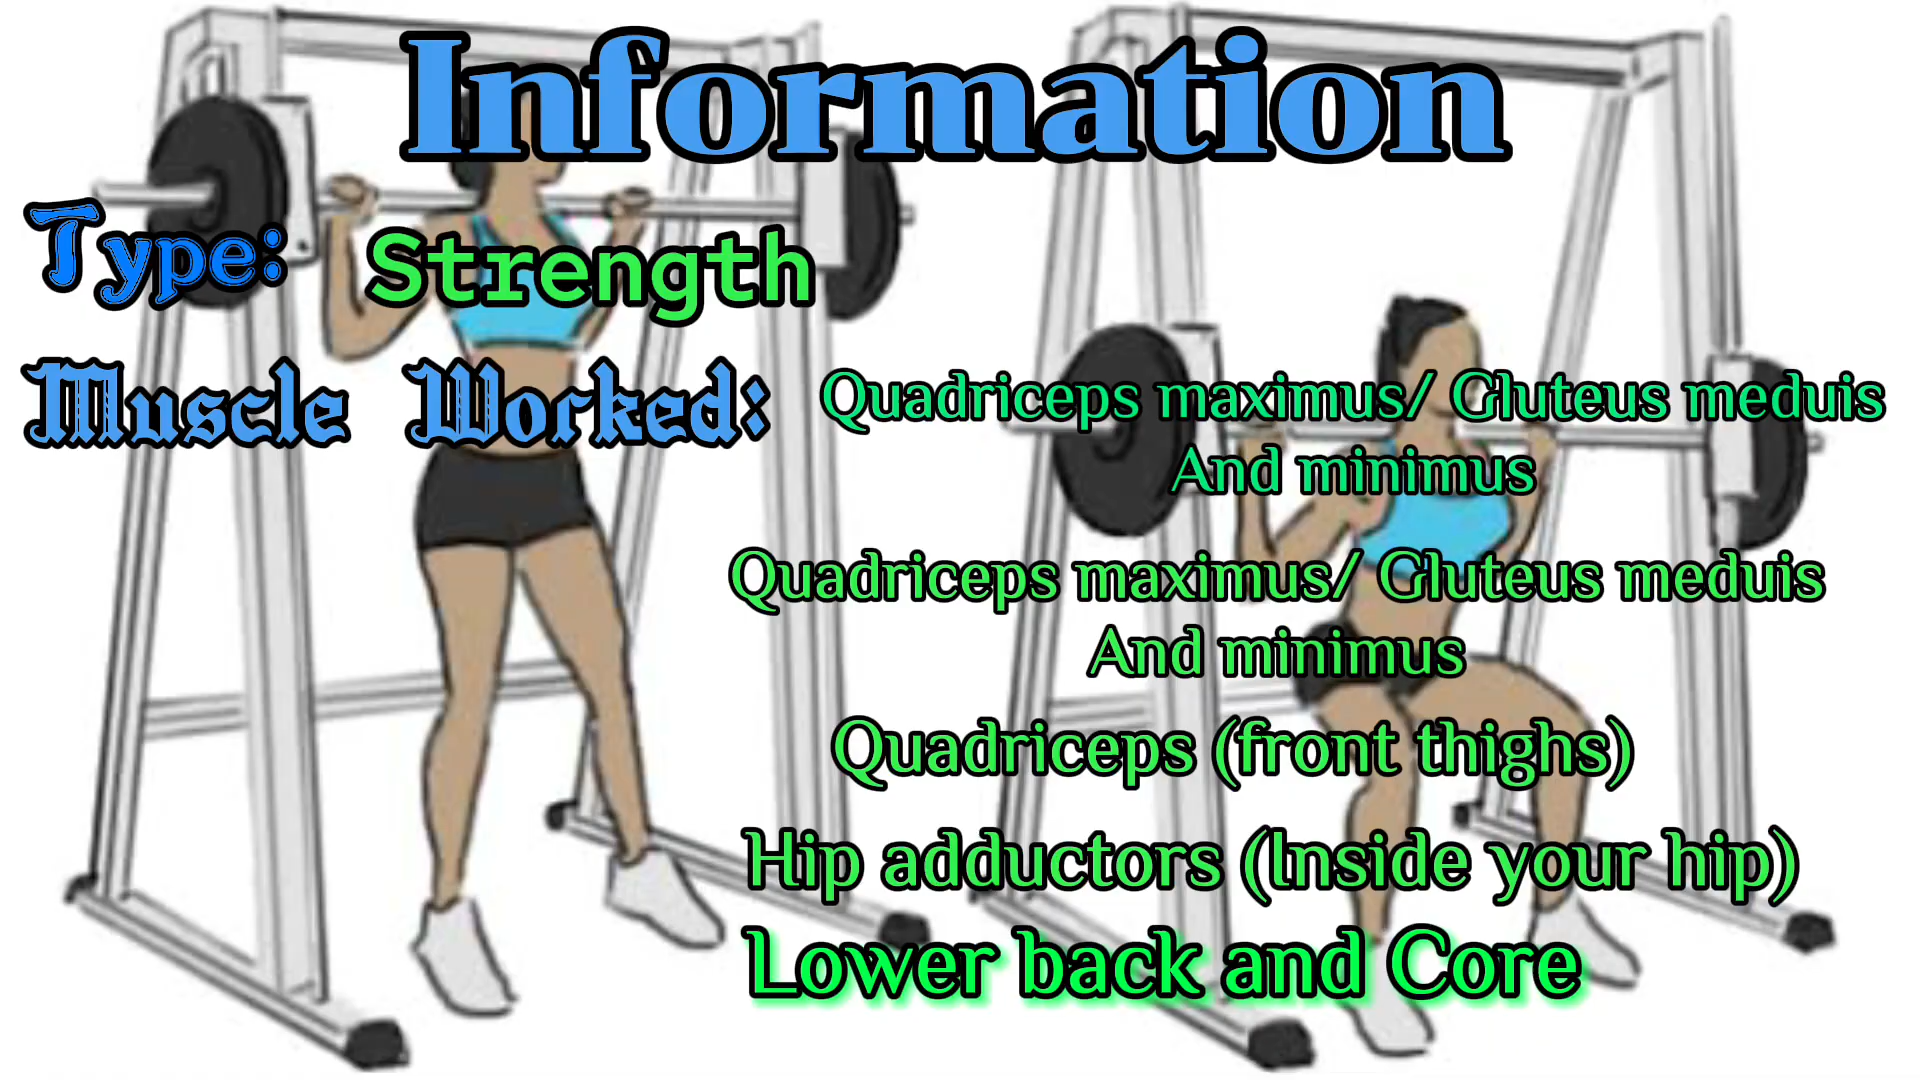 Information
Type: Strength
Muscle Worked: Quadriceps maximus/ Gluteus meduis
And minimus
Quadriceps maximus/ Gluteus meduis
And minimus
Quadriceps (front thighs)
Hip adductors (Inside your hip)
Lower back and Core